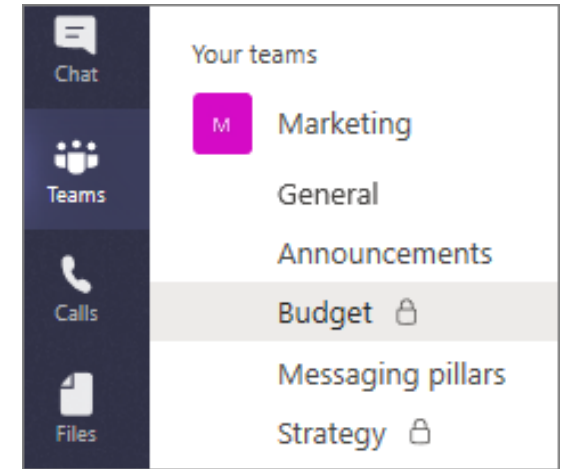 Chat
Teams
Calls
Files
Your teams
M Marketing
General
Announcements
Budget
Messaging pillars
Strategy